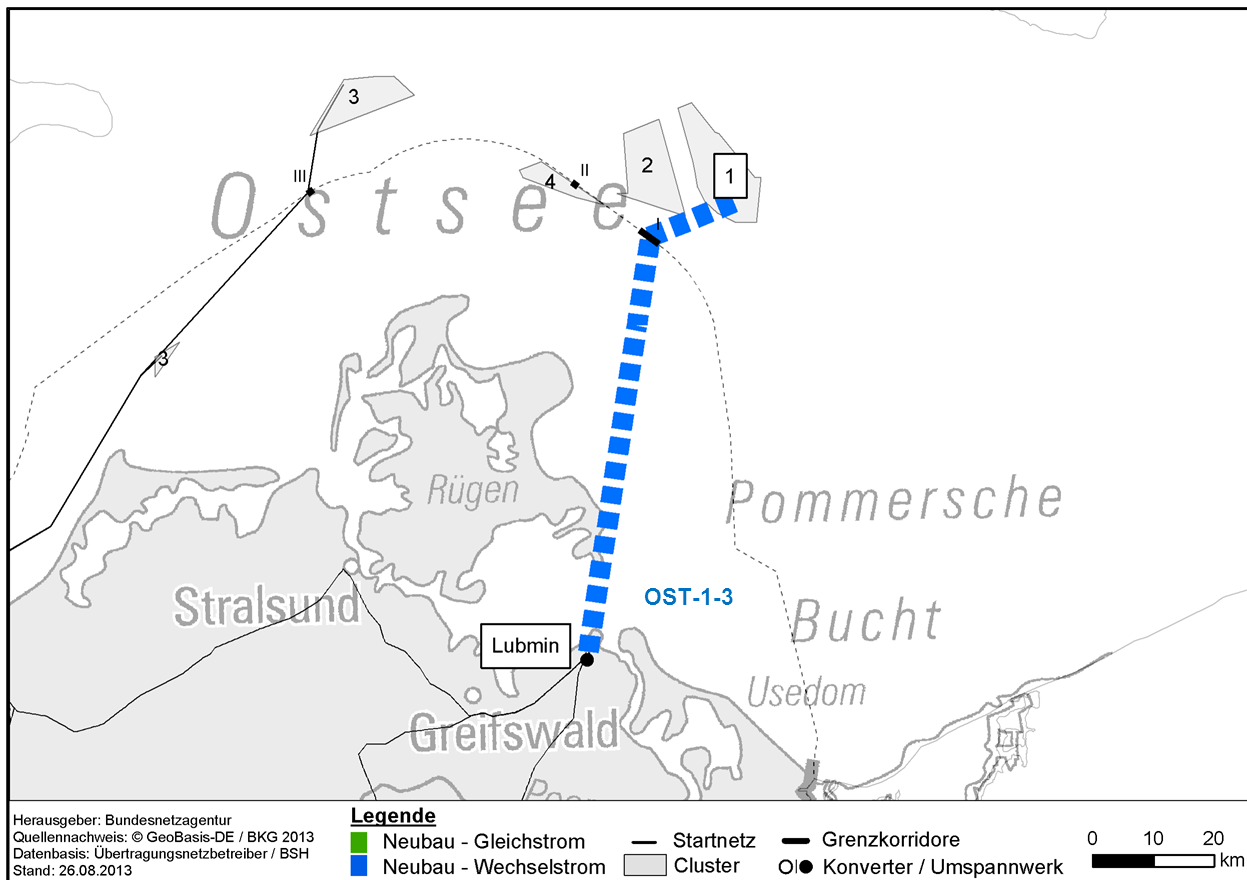 3
III
4
II
2
1
I
Ostsee
3
Rügen
Pommersche
Bucht
OST-1-3
Stralsund
Lubmin
Usedom
Greifswald
Herausgeber: Bundesnetzagentur
Quellennachweis: © GeoBasis-DE / BKG 2013
Datenbasis: Übertragungsnetzbetreiber / BSH
Stand: 26.08.2013
Legende
Neubau - Gleichstrom
Neubau - Wechselstrom
Startnetz
Cluster
Grenzkorridore
Konverter / Umspannwerk
0 10 20
km